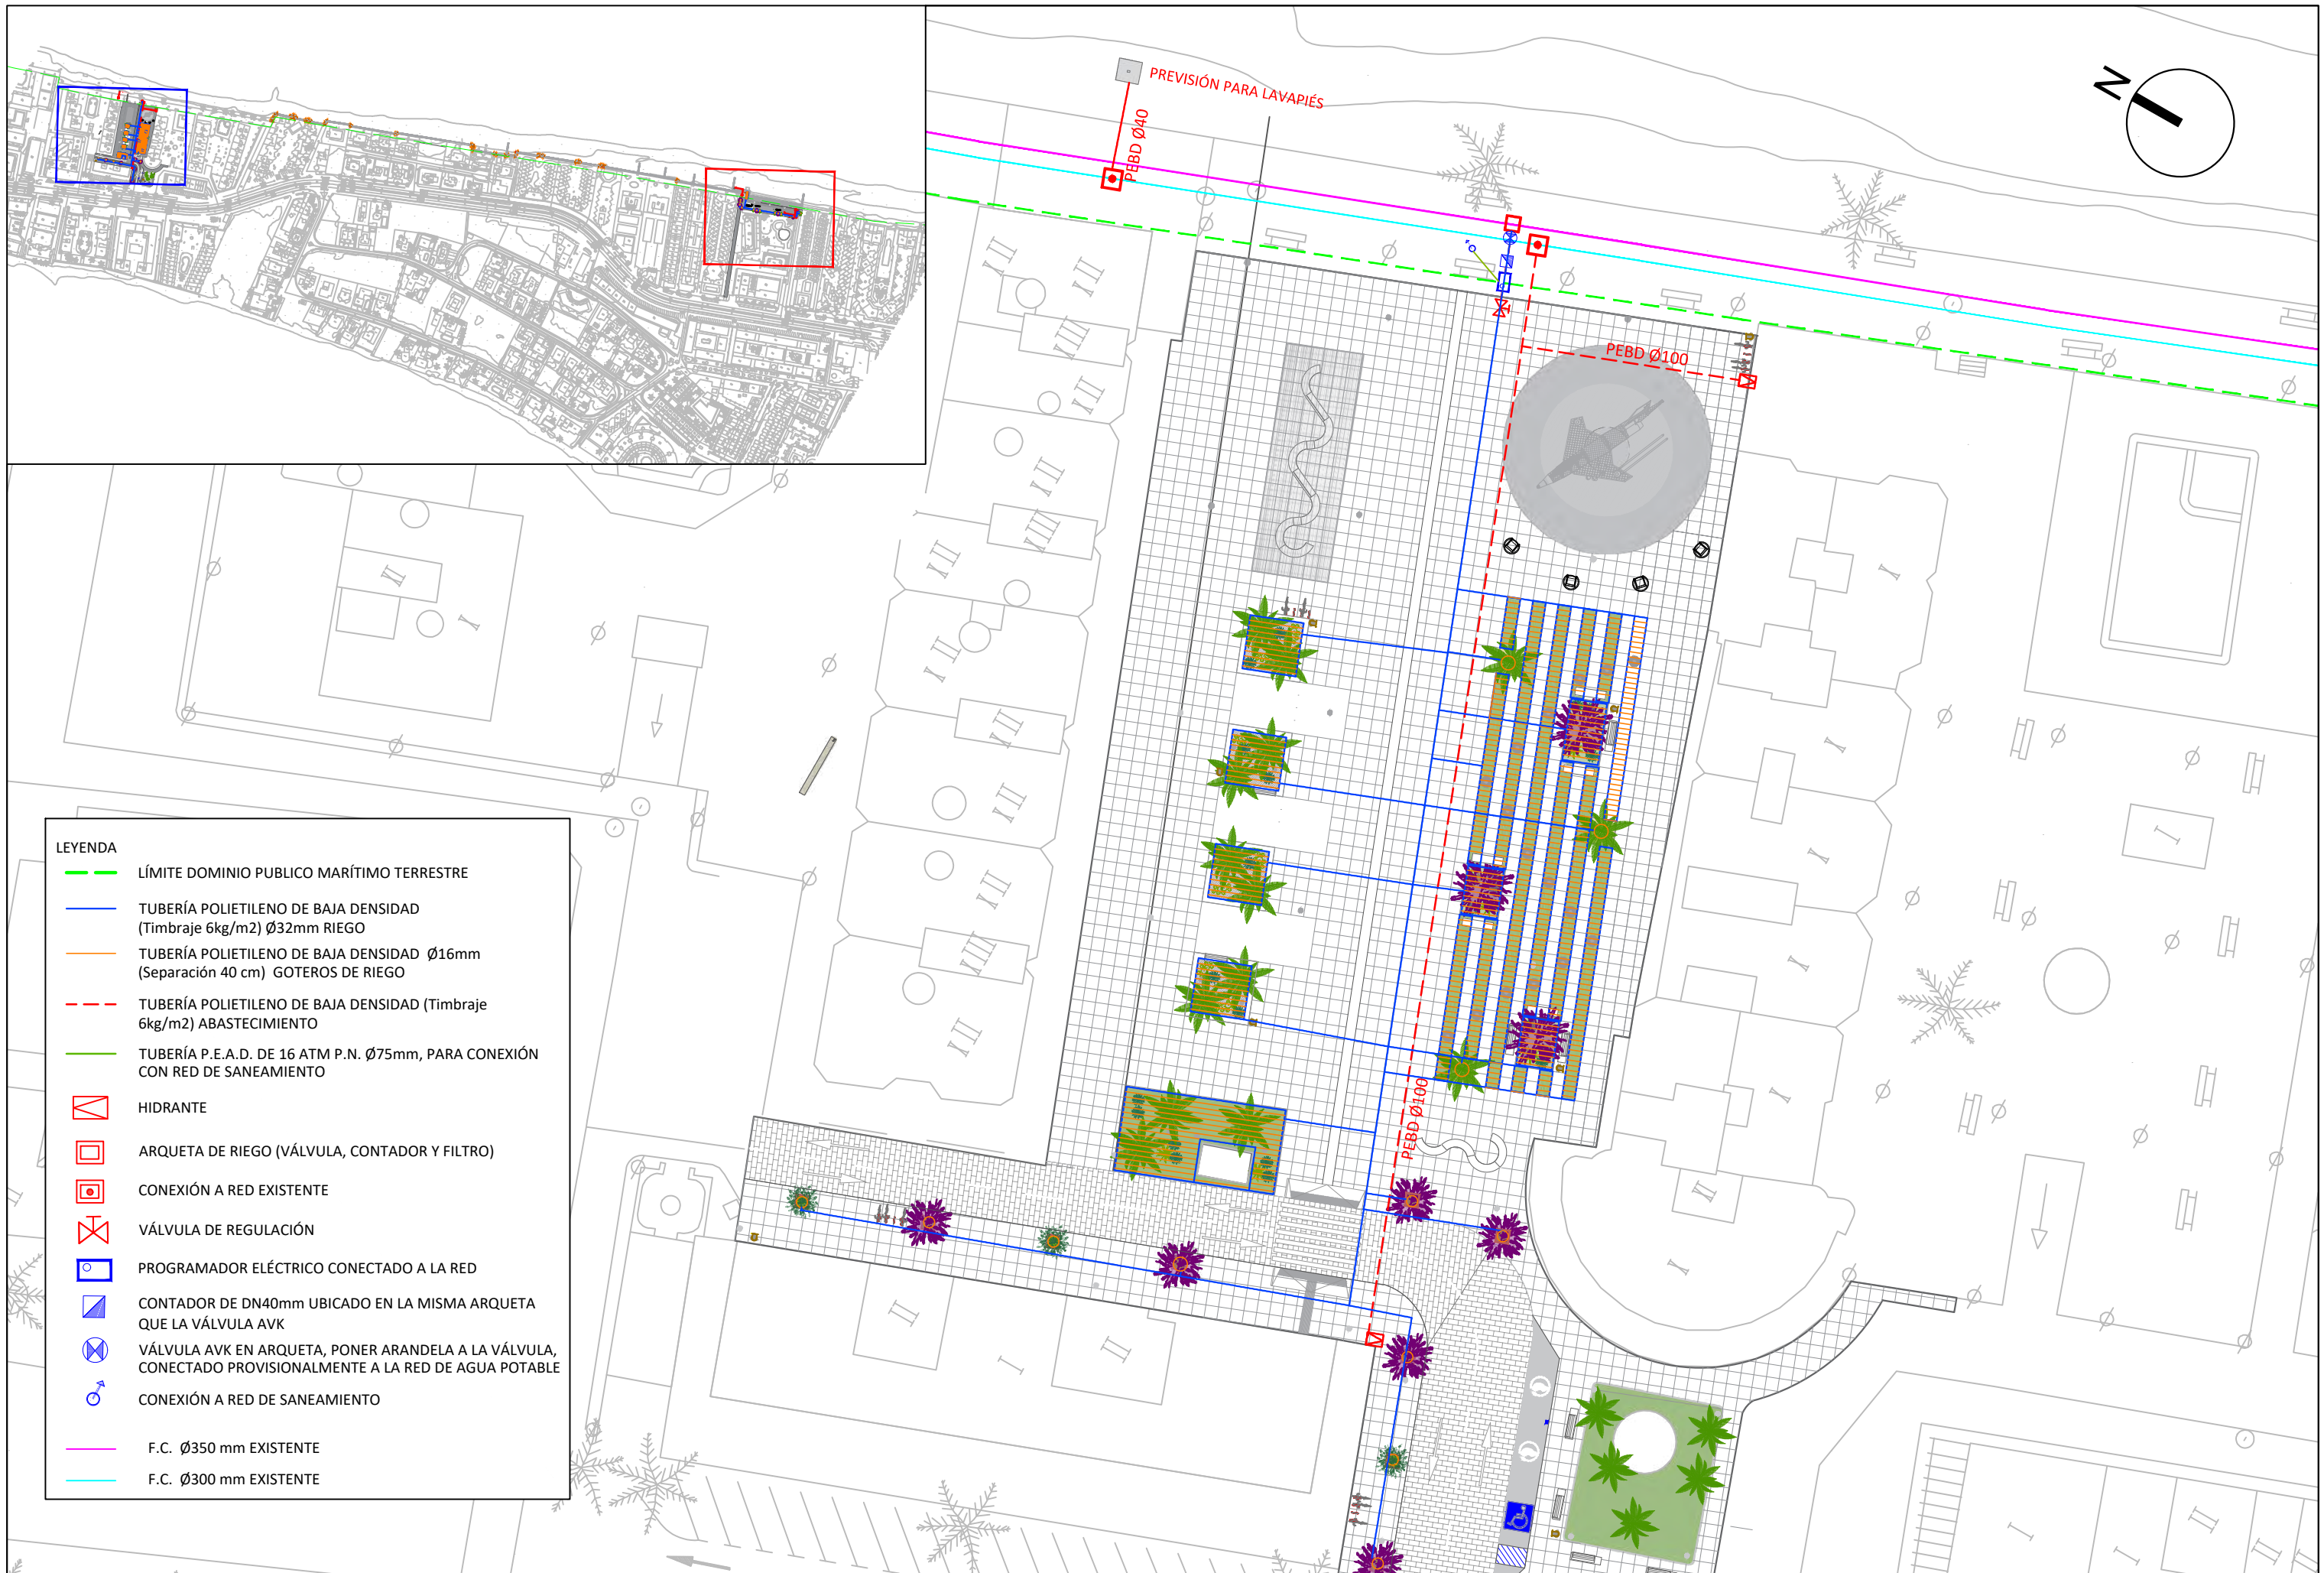 PREVISIÓN PARA LAVAPIÉS
PEBD Ø40
N
PEBD Ø100
PEBD Ø100
LEYENDA
LÍMITE DOMINIO PUBLICO MARÍTIMO TERRESTRE
TUBERÍA POLIETILENO DE BAJA DENSIDAD
(Timbraje 6kg/m2) Ø32mm RIEGO
TUBERÍA POLIETILENO DE BAJA DENSIDAD Ø16mm
(Separación 40 cm) GOTEROS DE RIEGO
TUBERÍA POLIETILENO DE BAJA DENSIDAD (Timbraje
6kg/m2) ABASTECIMIENTO
TUBERÍA P.E.A.D. DE 16 ATM P.N. Ø75mm, PARA CONEXIÓN
CON RED DE SANEAMIENTO
HIDRANTE
ARQUETA DE RIEGO (VÁLVULA, CONTADOR Y FILTRO)
CONEXIÓN A RED EXISTENTE
VÁLVULA DE REGULACIÓN
PROGRAMADOR ELÉCTRICO CONECTADO A LA RED
CONTADOR DE DN40mm UBICADO EN LA MISMA ARQUETA
QUE LA VÁLVULA AVK
VÁLVULA AVK EN ARQUETA, PONER ARANDELA A LA VÁLVULA,
CONECTADO PROVISIONALMENTE A LA RED DE AGUA POTABLE
CONEXIÓN A RED DE SANEAMIENTO
F.C. Ø350 mm EXISTENTE
F.C. Ø300 mm EXISTENTE